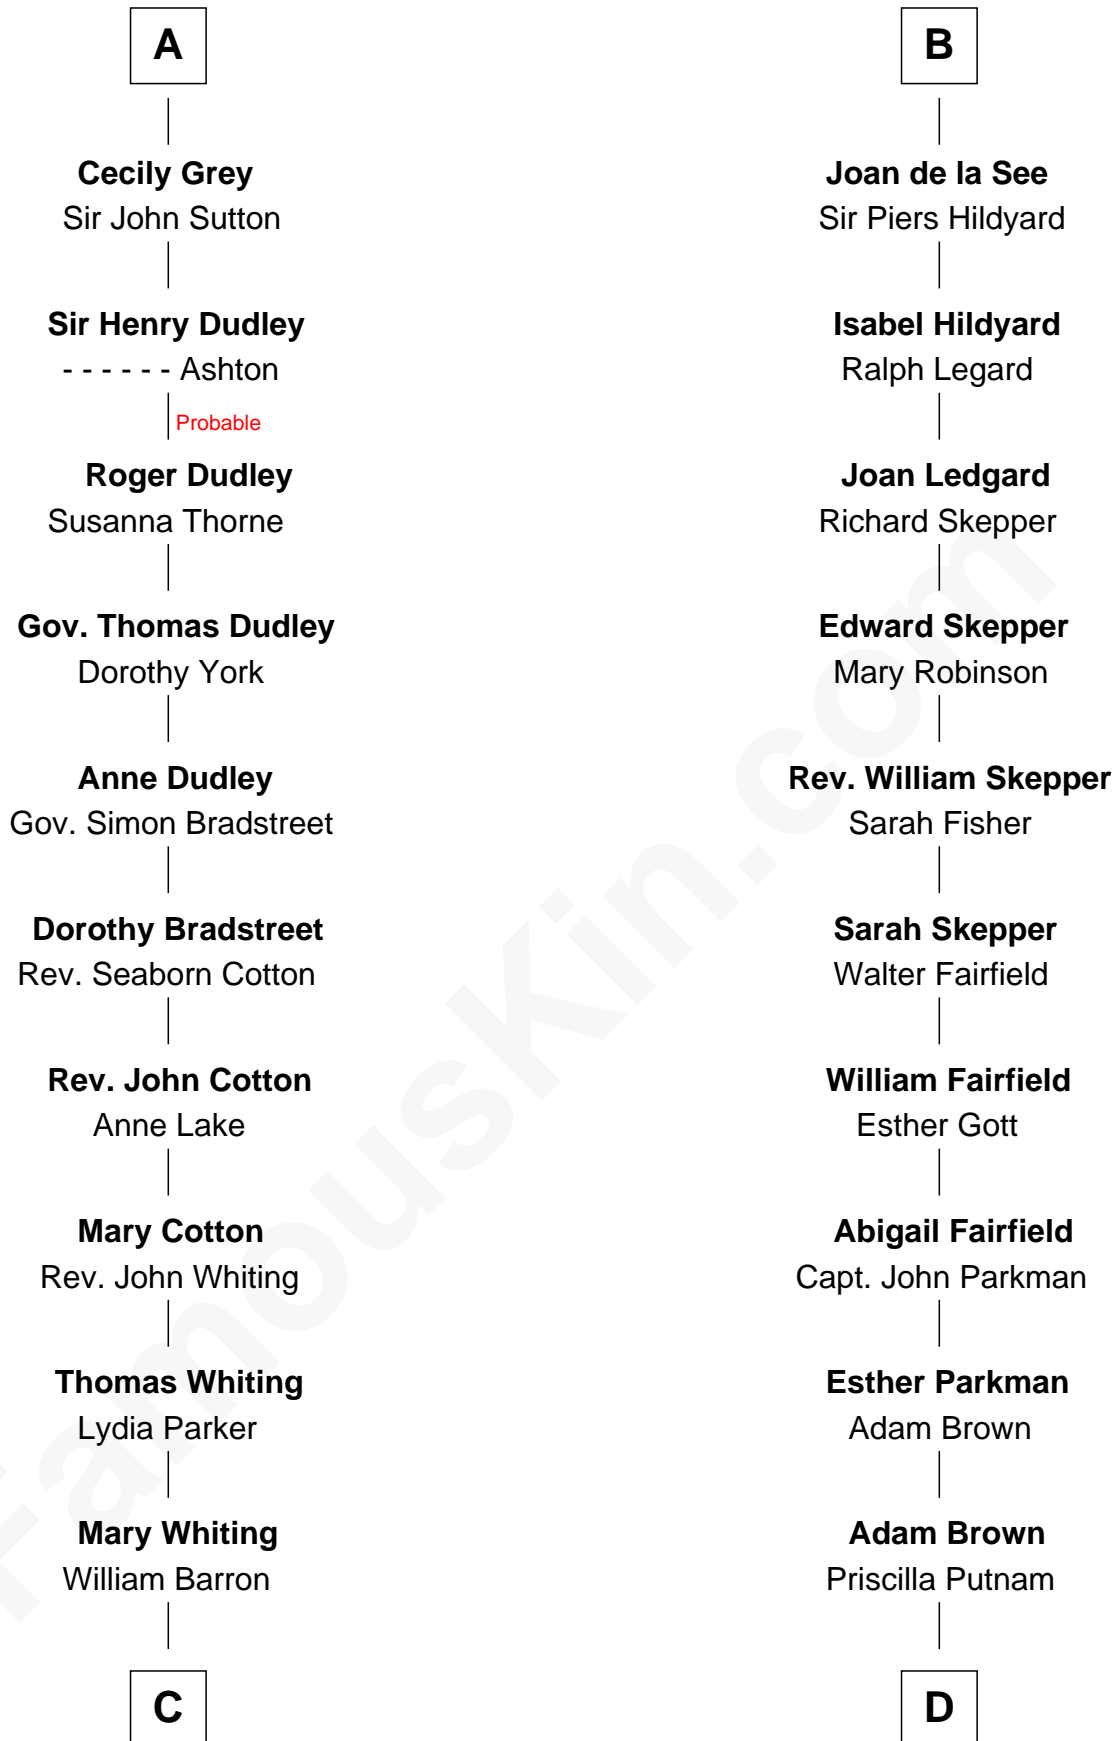 A
Cecily Grey
Sir John Sutton
Sir Henry Dudley
- - - - - - Ashton
Probable
Roger Dudley
Susanna Thorne
Gov. Thomas Dudley
Dorothy York
Anne Dudley
Gov. Simon Bradstreet
Dorothy Bradstreet
Rev. Seaborn Cotton
Rev. John Cotton
Anne Lake
Mary Cotton
Rev. John Whiting
Thomas Whiting
Lydia Parker
Mary Whiting
William Barron
C
B
Joan de la See
Sir Piers Hildyard
Isabel Hildyard
Ralph Legard
Joan Ledgard
Richard Skepper
Edward Skepper
Mary Robinson
Rev. William Skepper
Sarah Fisher
Sarah Skepper
Walter Fairfield
William Fairfield
Esther Gott
Abigail Fairfield
Capt. John Parkman
Esther Parkman
Adam Brown
Adam Brown
Priscilla Putnam
D
FamousKin.com